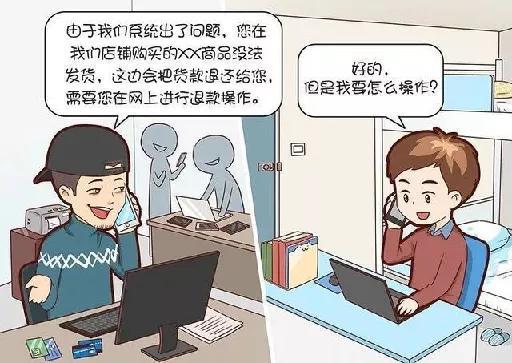 由于我们系统出了问题，您在
我们店铺购买的XX商品没法
发货，这边会把货款退还给您，
需要您在网上进行退款操作。
好的，
但是我要怎么操作？